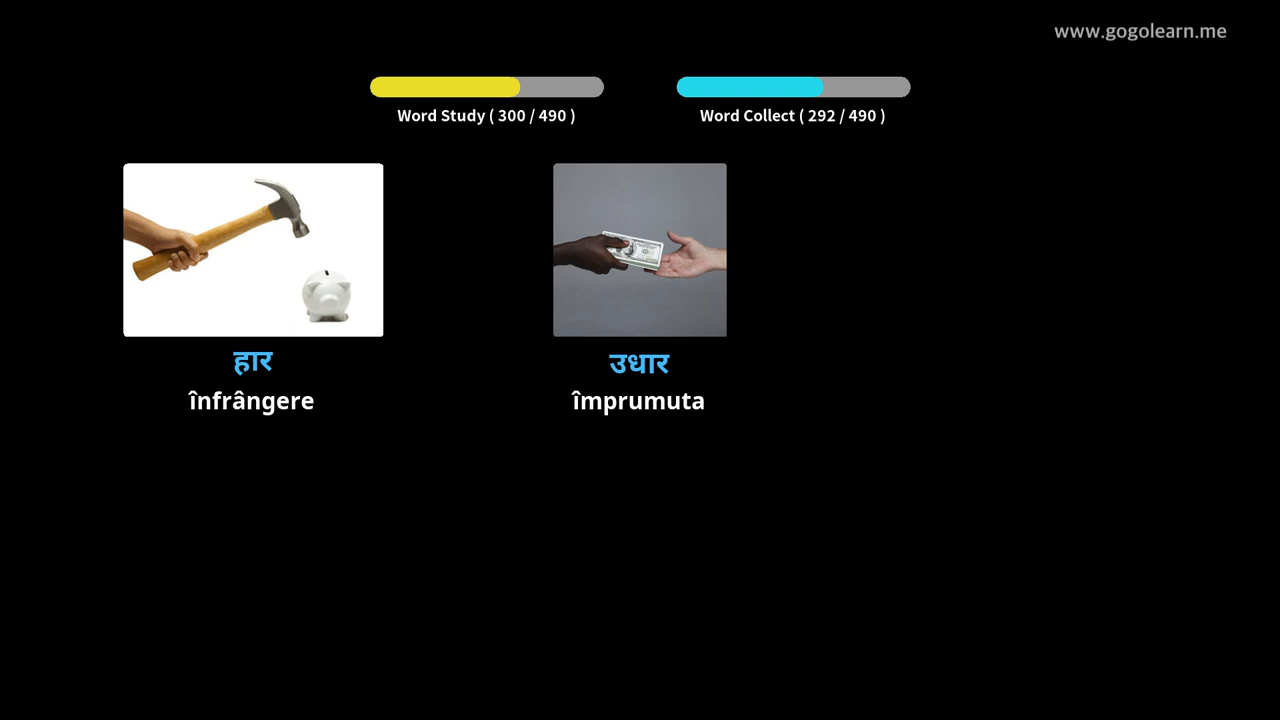 www.gogolearn.me
Word Study ( 300 / 490 )
Word Collect ( 292 / 490 )
हार
înfrângere
उधार
împrumuta